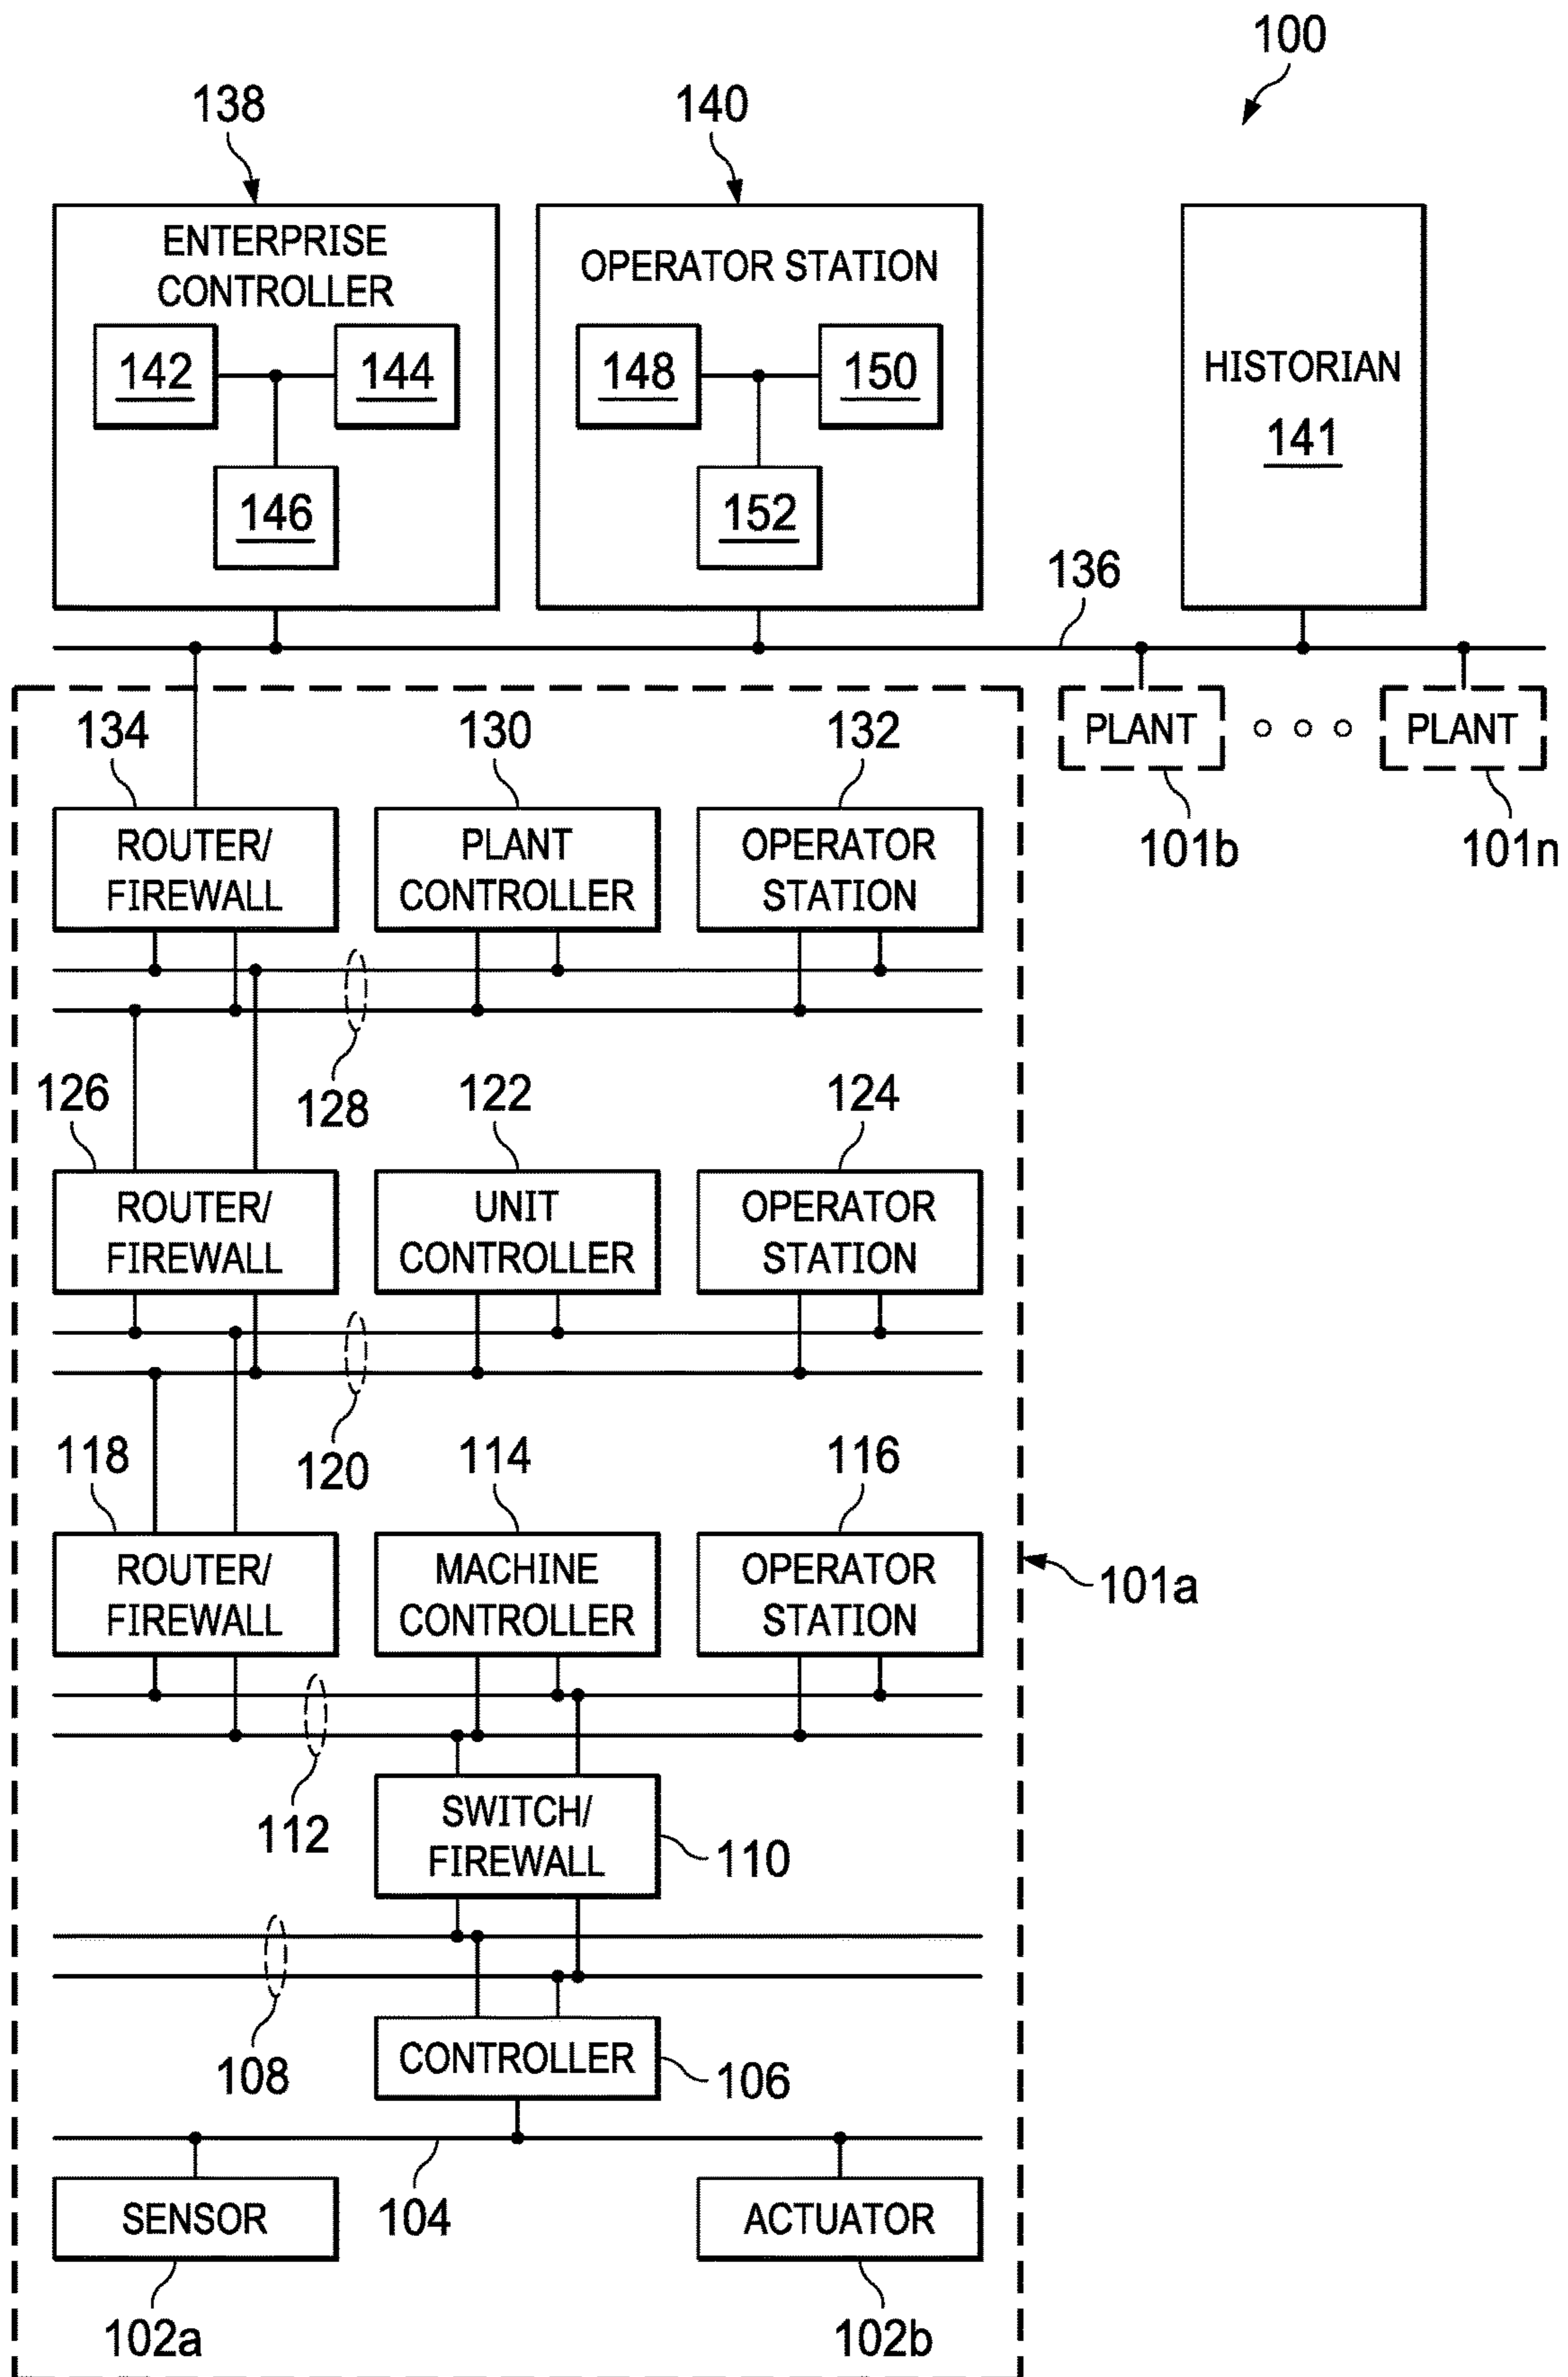 100
138
140
ENTERPRISE
CONTROLLER
142
144
146
OPERATOR STATION
148
150
152
HISTORIAN
141
136
134
130
132
PLANT
PLANT
101b
101n
ROUTER/
FIREWALL
PLANT
CONTROLLER
OPERATOR
STATION
128
126
122
124
ROUTER/
FIREWALL
UNIT
CONTROLLER
OPERATOR
STATION
120
118
114
116
ROUTER/
FIREWALL
MACHINE
CONTROLLER
OPERATOR
STATION
101a
112
SWITCH/
FIREWALL
110
108
CONTROLLER
106
104
SENSOR
ACTUATOR
102a
102b